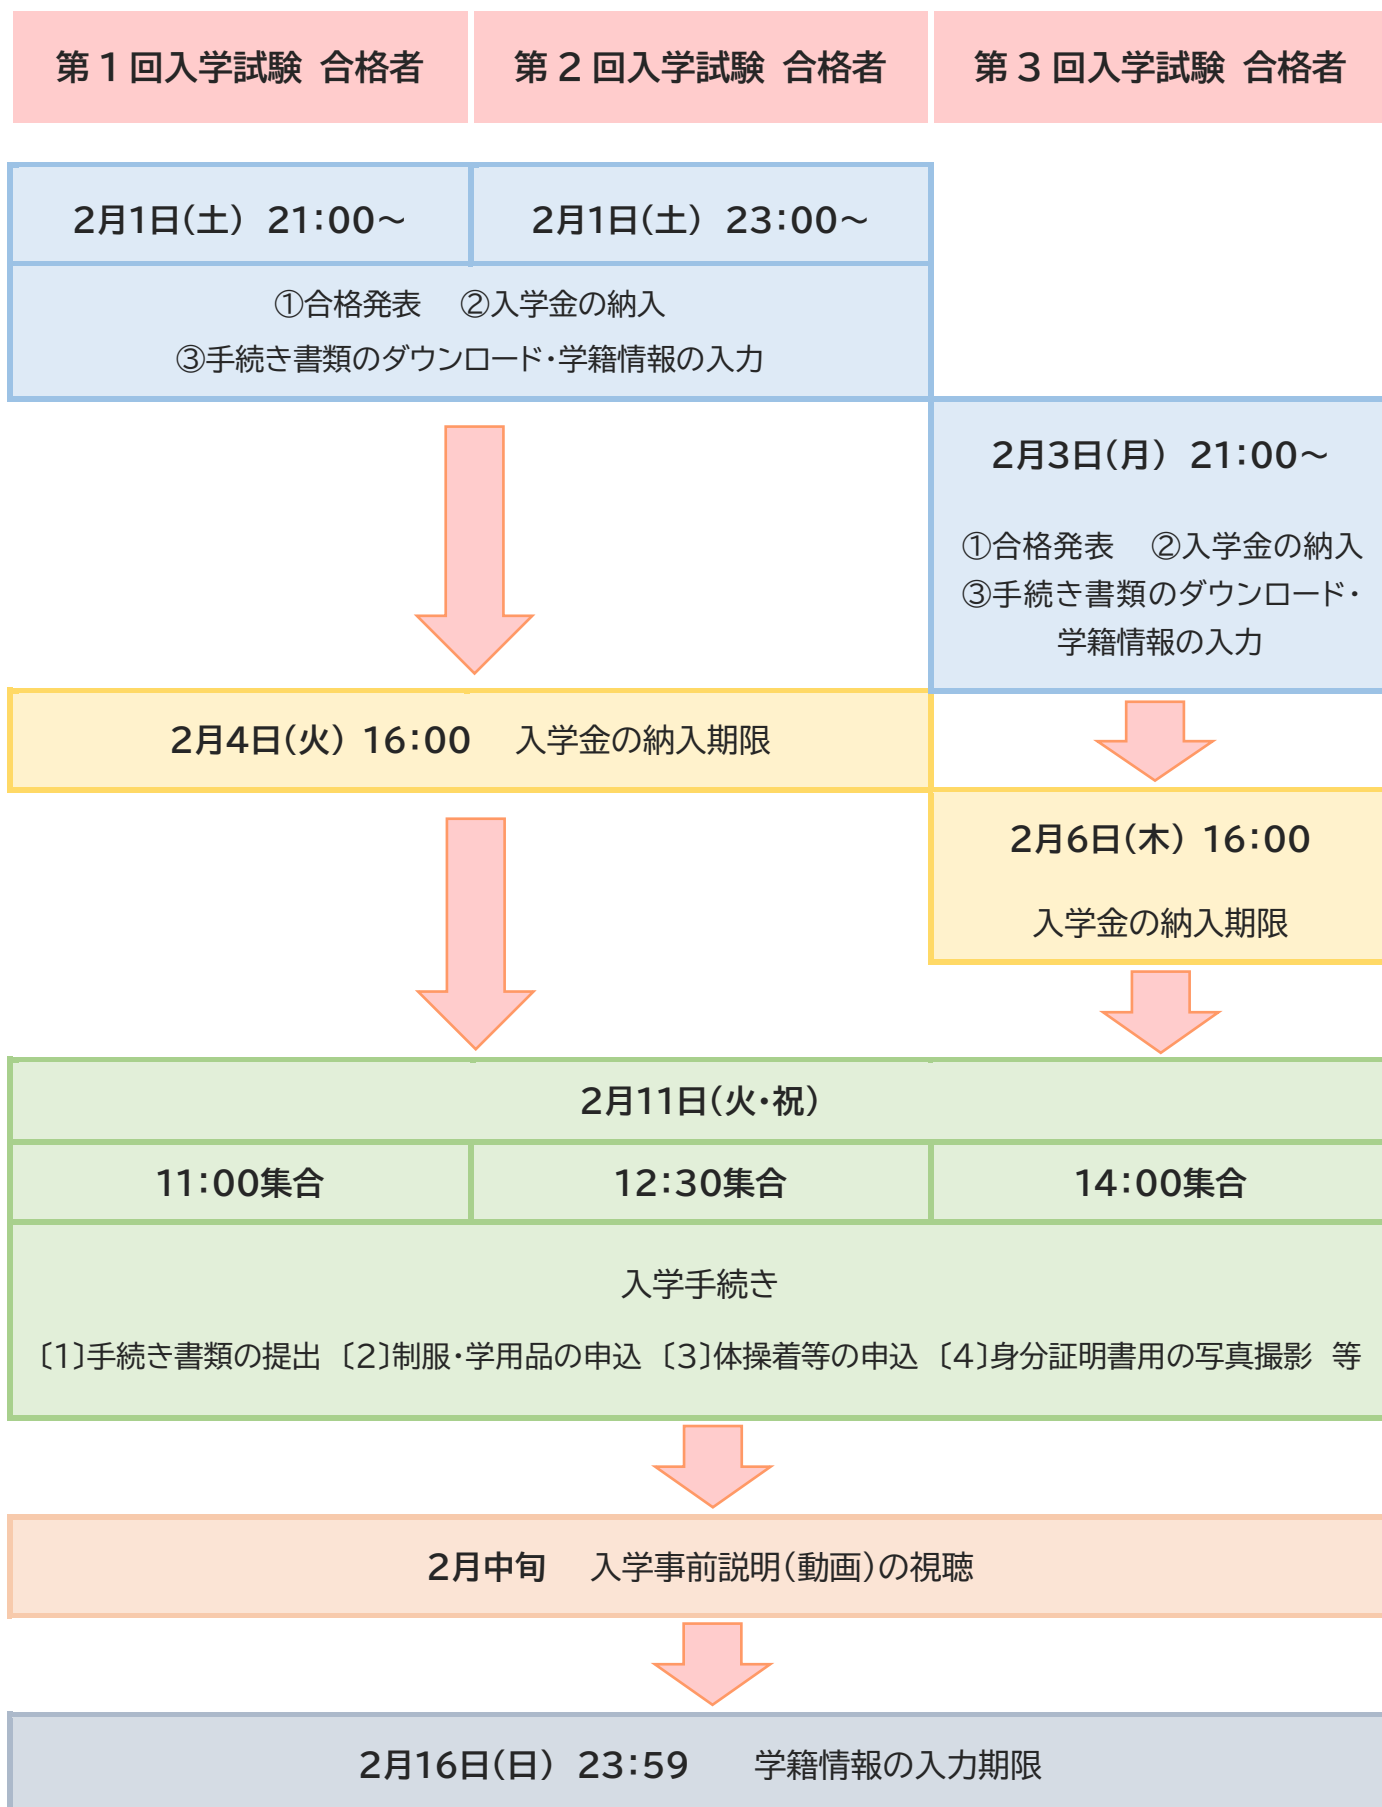 第1回入学試験 合格者
第2回入学試験 合格者
第3回入学試験 合格者
2月1日(土) 21:00～
2月1日(土) 23:00～
①合格発表 ②入学金の納入
③手続き書類のダウンロード・学籍情報の入力
2月3日(月) 21:00～
①合格発表 ②入学金の納入
③手続き書類のダウンロード・
学籍情報の入力
2月4日(火) 16:00 入学金の納入期限
2月6日(木) 16:00
入学金の納入期限
2月11日(火・祝)
11:00集合
12:30集合
14:00集合
入学手続き
〔1〕手続き書類の提出 〔2〕制服・学用品の申込 〔3〕体操着等の申込 〔4〕身分証明書用の写真撮影 等
2月中旬 入学事前説明(動画)の視聴
2月16日(日) 23:59 学籍情報の入力期限